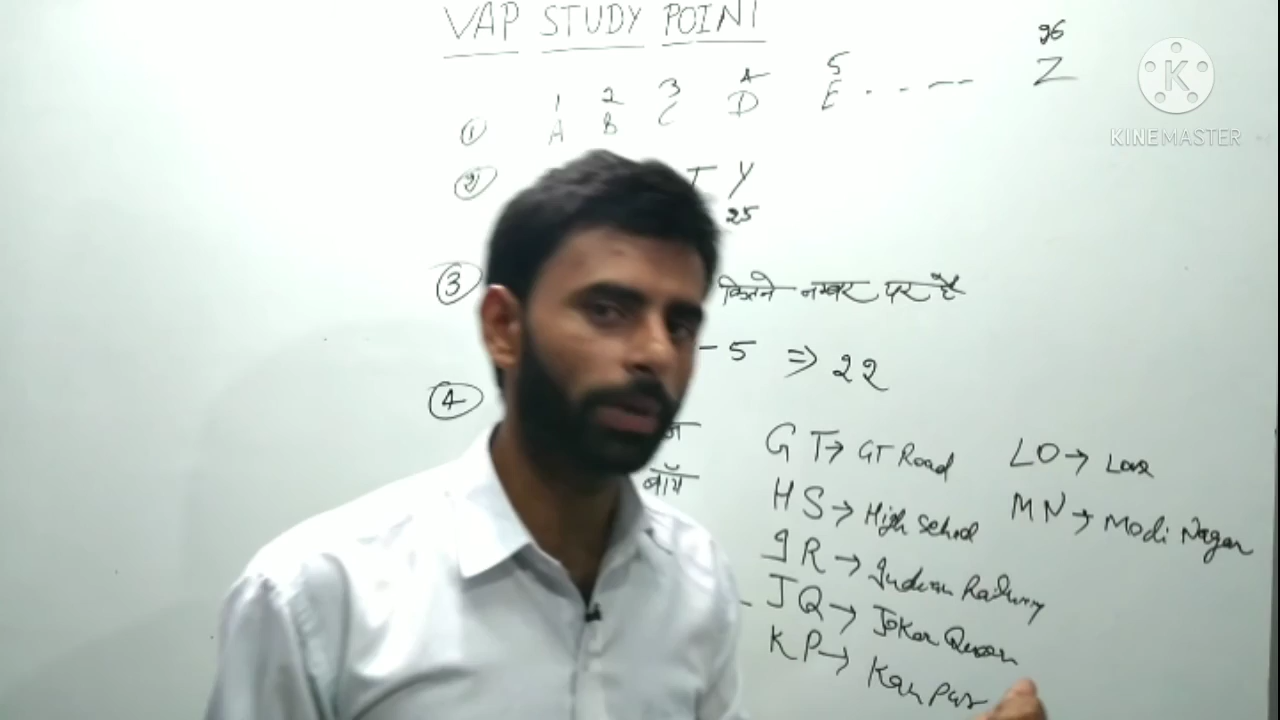 VAP STUDY POINT
1 2 3 4 5 26
① A B C D E . . - -- Z
② T Y
25
③ कितने नम्बर पर है
- 5 ⇒ 22
④
बॉय
GT → GT Road
HS → High School
IR → Indian Railway
JQ → Joker Queen
KP → Kanpur
LO → Love
MN → Modi Nagar
KINEMASTER